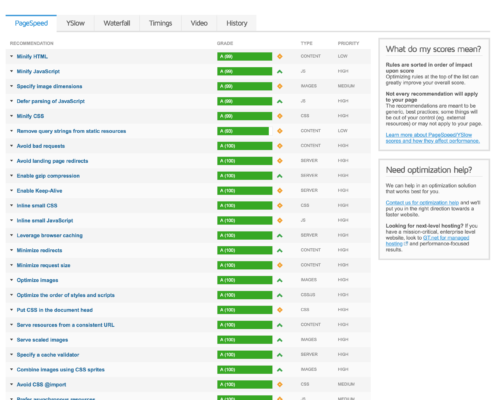 PageSpeed YSlow Waterfall Timings Video History
RECOMMENDATION GRADE TYPE PRIORITY
Minify HTML A (99) CONTENT LOW
Minify JavaScript A (99) JS HIGH
Specify image dimensions A (99) IMAGES MEDIUM
Defer parsing of JavaScript A (99) JS HIGH
Minify CSS A (99) CSS HIGH
Remove query strings from static resources CONTENT LOW
Avoid bad requests A (100) CONTENT HIGH
Avoid landing page redirects A (100) SERVER HIGH
Enable gzip compression A (100) SERVER HIGH
Enable Keep-Alive A (100) SERVER HIGH
Inline small CSS A (100) CSS HIGH
Inline small JavaScript A (100) JS HIGH
Leverage browser caching A (100) SERVER HIGH
Minimize redirects A (100) CONTENT HIGH
Minimize request size A (100) CONTENT HIGH
Optimize images A (100) IMAGES HIGH
Optimize the order of styles and scripts A (100) CSS/JS HIGH
Put CSS in the document head A (100) CSS HIGH
Serve resources from a consistent URL A (100) CONTENT HIGH
Serve scaled images A (100) IMAGES HIGH
Specify a cache validator A (100) SERVER HIGH
Combine images using CSS sprites A (100) IMAGES HIGH
Avoid CSS @import A (100) CSS MEDIUM
A (100) JS MEDIUM
What do my scores mean?
Rules are sorted in order of impact
upon score
Optimizing rules at the top of the list can
greatly improve your overall score.
Not every recommendation will apply
to your page
The recommendations are meant to be
generic, best practices; some things will
be out of your control (eg. external
resources) or may not apply to your page.
Learn more about PageSpeed/YSlow
scores and how they affect performance.
Need optimization help?
We can help in an optimization solution
that works best for you.
Contact us for optimization help and we'll
put you in the right direction towards a
faster website.
Looking for next-level hosting? If you
have a mission-critical, enterprise level
website, look to GT.net for managed
hosting IT and performance-focused
results.